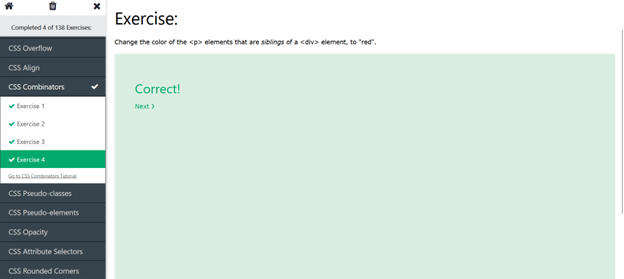 Completed 4 of 138 Exercises:
CSS Overflow
CSS Align
CSS Combinators
Exercise 1
Exercise 2
Exercise 3
Exercise 4
Go to CSS Combinators Tutorial
CSS Pseudo-classes
CSS Pseudo-elements
CSS Opacity
CSS Attribute Selectors
CSS Rounded Corners
Exercise:
Change the color of the <p> elements that are siblings of a <div> element, to "red".
Correct!
Next ❯